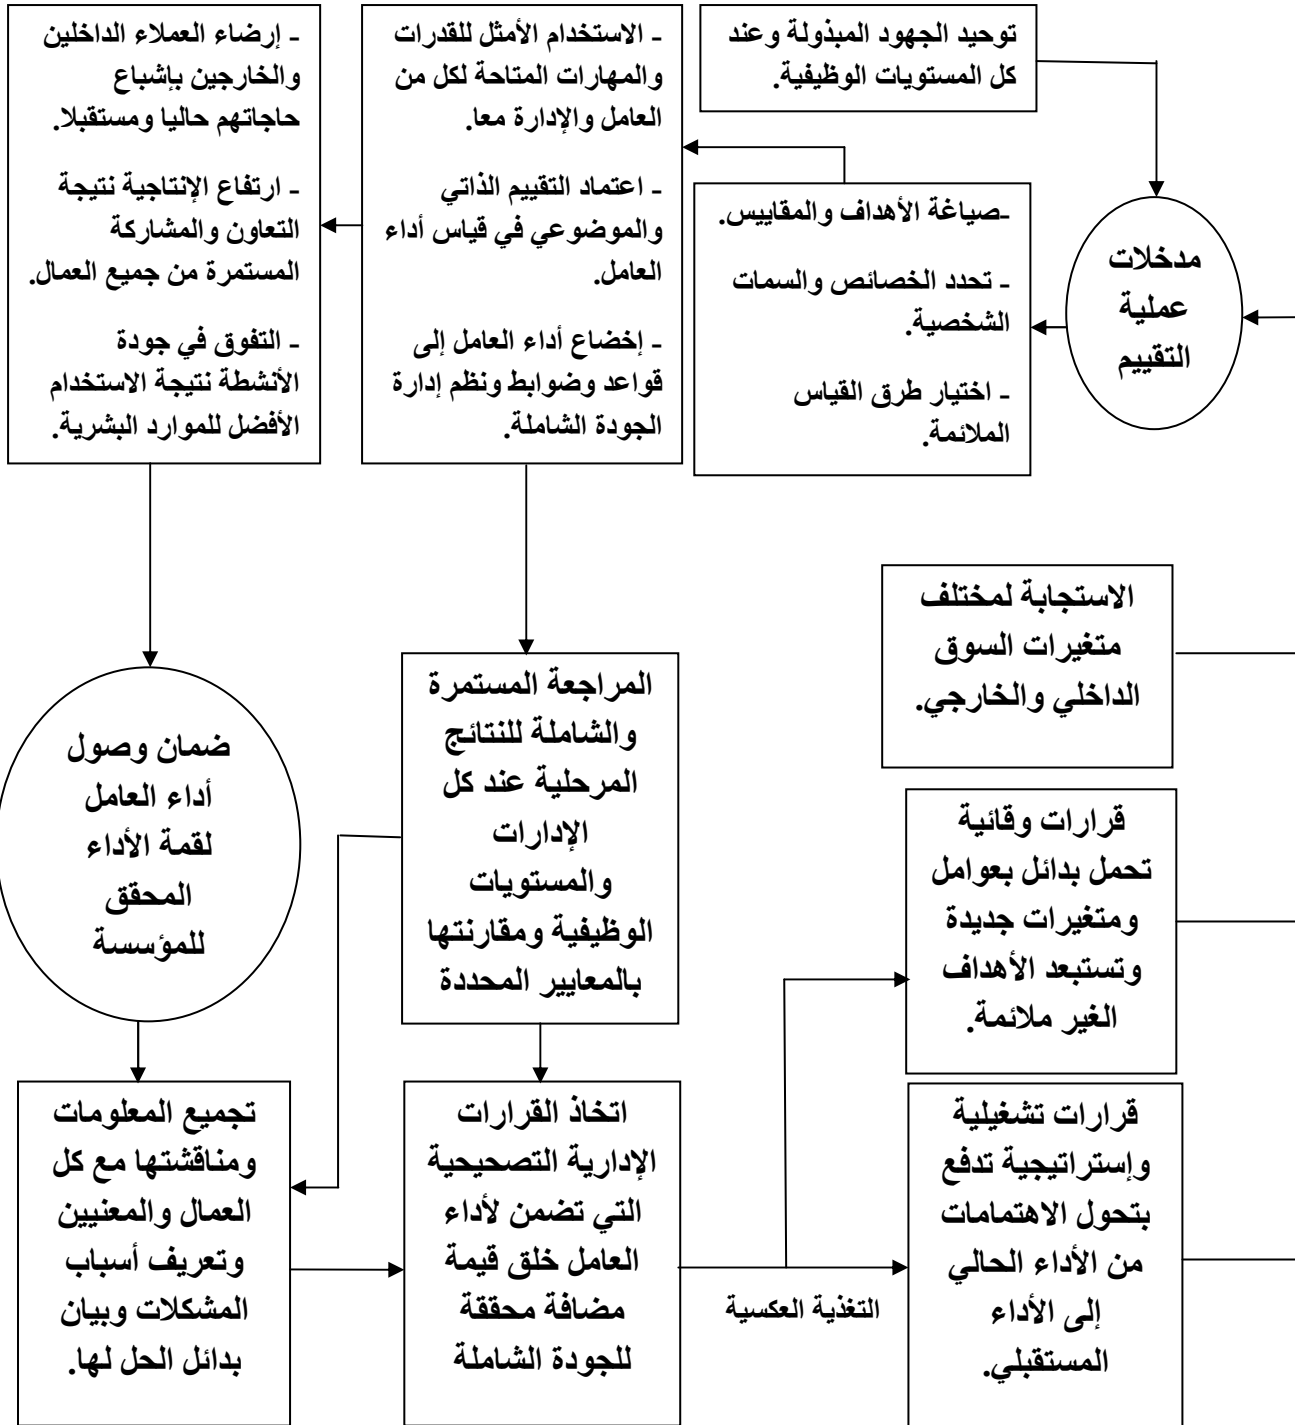 توحيد الجهود المبذولة وعند
كل المستويات الوظيفية.
مدخلات
عملية
التقييم
-صياغة الأهداف والمقاييس.
- تحدد الخصائص والسمات
الشخصية.
- اختيار طرق القياس
الملائمة.
- الاستخدام الأمثل للقدرات
والمهارات المتاحة لكل من
العامل والإدارة معا.
- اعتماد التقييم الذاتي
والموضوعي في قياس أداء
العامل.
- إخضاع أداء العامل إلى
قواعد وضوابط ونظم إدارة
الجودة الشاملة.
- إرضاء العملاء الداخلين
والخارجين بإشباع
حاجاتهم حاليا ومستقبلا.
- ارتفاع الإنتاجية نتيجة
التعاون والمشاركة
المستمرة من جميع العمال.
- التفوق في جودة
الأنشطة نتيجة الاستخدام
الأفضل للموارد البشرية.
الاستجابة لمختلف
متغيرات السوق
الداخلي والخارجي.
المراجعة المستمرة
والشاملة للنتائج
المرحلية عند كل
الإدارات
والمستويات
الوظيفية ومقارنتها
بالمعايير المحددة
ضمان وصول
أداء العامل
لقمة الأداء
المحقق
للمؤسسة
قرارات وقائية
تحمل بدائل بعوامل
ومتغيرات جديدة
وتستبعد الأهداف
الغير ملائمة.
قرارات تشغيلية
وإستراتيجية تدفع
بتحول الاهتمامات
من الأداء الحالي
إلى الأداء
المستقبلي.
التغذية العكسية
اتخاذ القرارات
الإدارية التصحيحية
التي تضمن لأداء
العامل خلق قيمة
مضافة محققة
للجودة الشاملة
تجميع المعلومات
ومناقشتها مع كل
العمال والمعنيين
وتعريف أسباب
المشكلات وبيان
بدائل الحل لها.